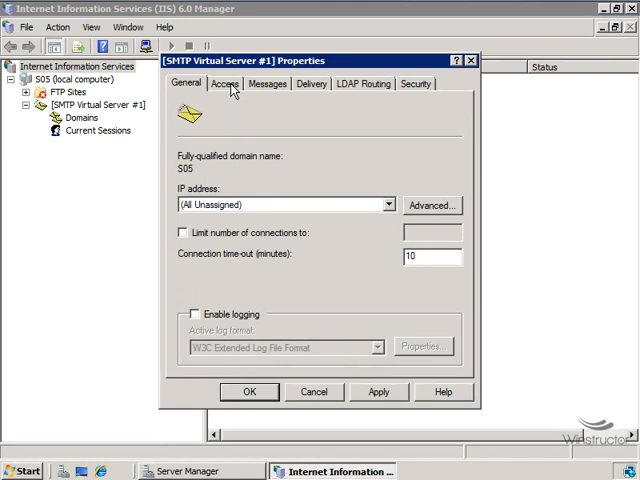 Internet Information Services (IIS) 6.0 Manager
File Action View Window Help
Internet Information Services
S05 (local computer)
FTP Sites
[SMTP Virtual Server #1]
Domains
Current Sessions
Status
[SMTP Virtual Server #1] Properties
General Access Messages Delivery LDAP Routing Security
Fully-qualified domain name:
S05
IP address:
(All Unassigned)
Advanced...
Limit number of connections to:
Connection time-out (minutes):
10
Enable logging
Active log format:
W3C Extended Log File Format
Properties...
OK Cancel Apply Help
Winstructor
Start Server Manager Internet Information ...